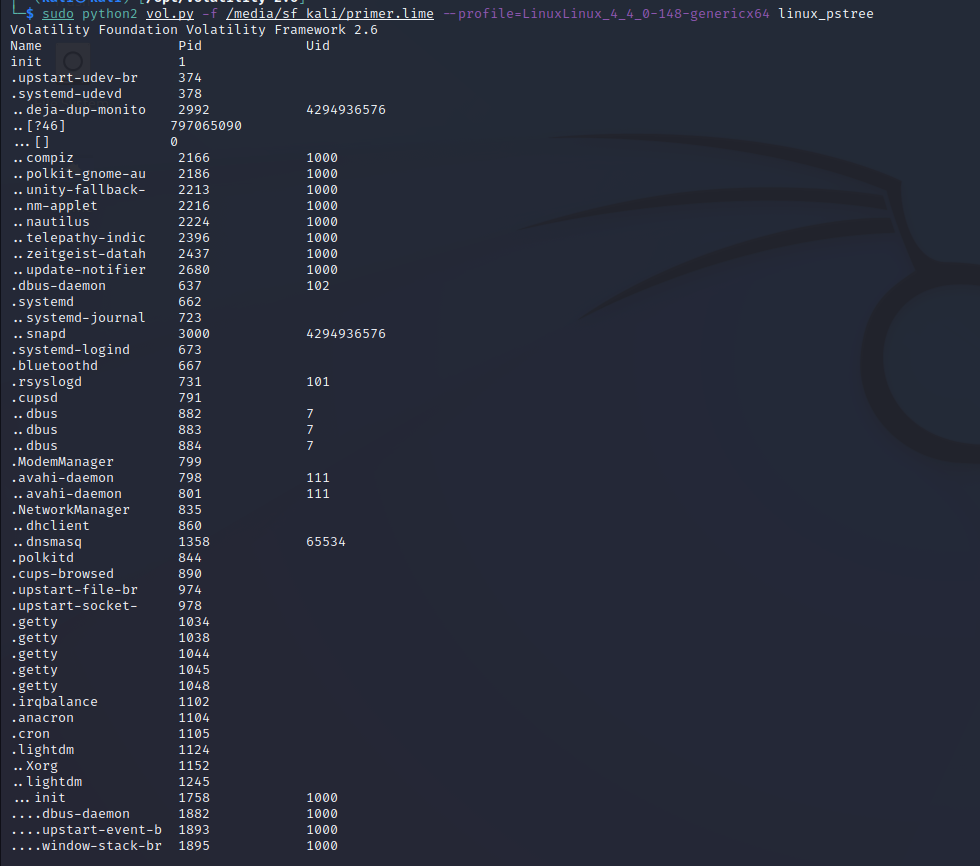 $ sudo python2 vol.py -f /media/sf_kali/primer.lime --profile=LinuxLinux_4_4_0-148-genericx64 linux_pstree
Volatility Foundation Volatility Framework 2.6
Name Pid Uid
init 1
.upstart-udev-br 374
.systemd-udevd 378
..deja-dup-monito 2992 4294936576
..[?46] 797065090
...[] 0
..compiz 2166 1000
..polkit-gnome-au 2186 1000
..unity-fallback- 2213 1000
..nm-applet 2216 1000
..nautilus 2224 1000
..telepathy-indic 2396 1000
..zeitgeist-datah 2437 1000
..update-notifier 2680 1000
.dbus-daemon 637 102
.systemd 662
..systemd-journal 723
..snapd 3000 4294936576
.systemd-logind 673
.bluetoothd 667
.rsyslogd 731 101
.cupsd 791
..dbus 882 7
..dbus 883 7
..dbus 884 7
.ModemManager 799
.avahi-daemon 798 111
..avahi-daemon 801 111
.NetworkManager 835
..dhclient 860
..dnsmasq 1358 65534
.polkitd 844
.cups-browsed 890
.upstart-file-br 974
.upstart-socket- 978
.getty 1034
.getty 1038
.getty 1044
.getty 1045
.getty 1048
.irqbalance 1102
.anacron 1104
.cron 1105
.lightdm 1124
..Xorg 1152
..lightdm 1245
...init 1758 1000
....dbus-daemon 1882 1000
....upstart-event-b 1893 1000
....window-stack-br 1895 1000